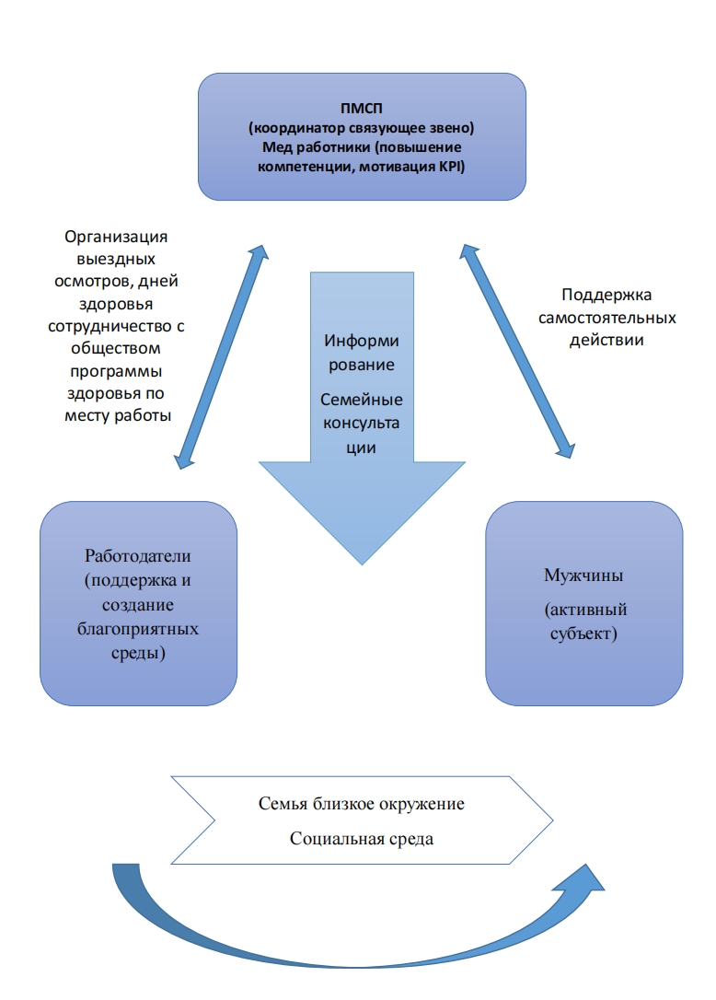 ПМСП
(координатор связующее звено)
Мед работники (повышение
компетенции, мотивация KPI)
Организация
выездных
осмотров, дней
здоровья
сотрудничество с
обществом
программы
здоровья по
месту работы
Информи
рование
Семейные
консульта
ции
Поддержка
самостоятельных
действии
Работодатели
(поддержка и
создание
благоприятных
среды)
Мужчины
(активный
субъект)
Семья близкое окружение
Социальная среда